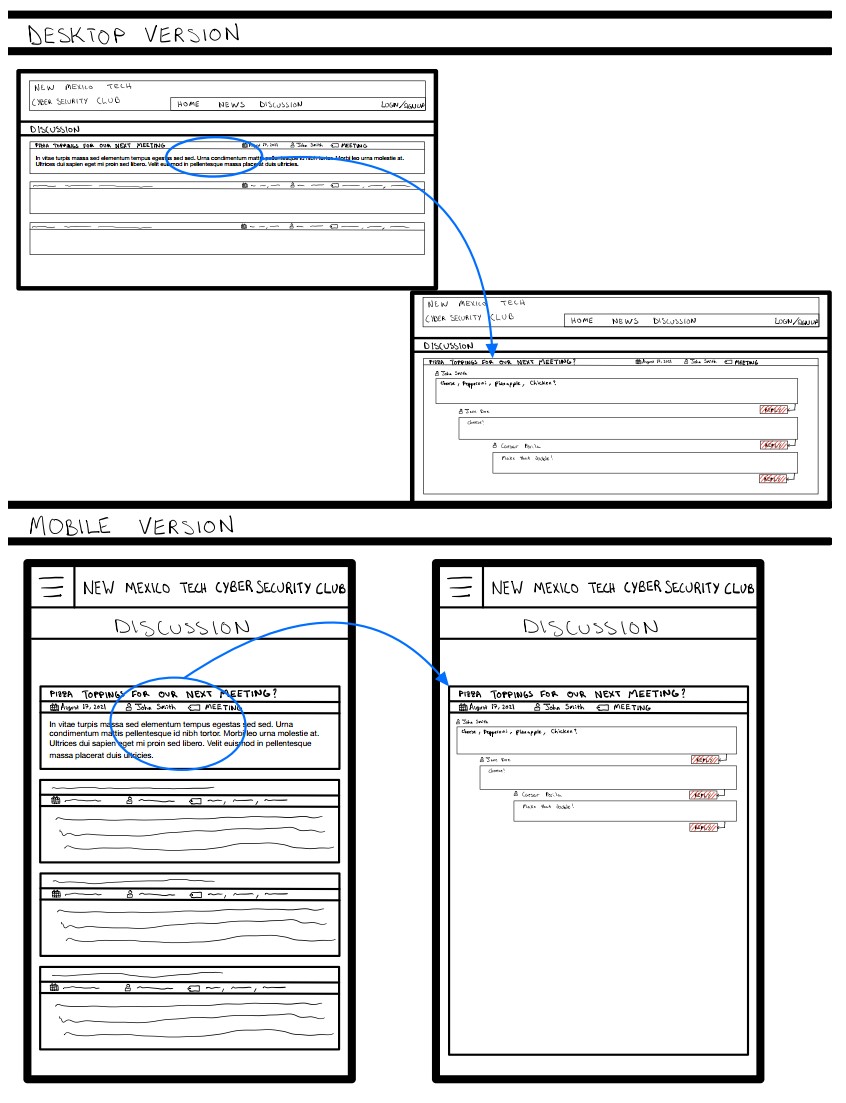 DESKTOP VERSION
NEW MEXICO TECH
CYBER SECURITY CLUB
HOME NEWS DISCUSSION LOGIN/SIGNUP
DISCUSSION
PIZZA TOPPINGS FOR OUR NEXT MEETING August 17, 2021 John Smith MEETING
In vitae turpis massa sed elementum tempus egestas sed sed. Urna condimentum mattis pellentesque id nibh tortor. Morbi leo urna molestie at.
Ultrices dui sapien eget mi proin sed libero. Velit euismod in pellentesque massa placerat duis ultricies.
NEW MEXICO TECH
CYBER SECURITY CLUB
HOME NEWS DISCUSSION LOGIN/SIGNUP
DISCUSSION
PIZZA TOPPINGS FOR OUR NEXT MEETING? August 17, 2021 John Smith MEETING
John Smith
Cheese, Pepperoni, Pineapple, Chicken?
REPLY
Jane Doe
Cheese!
REPLY
Caesar
Make that double!
REPLY
MOBILE VERSION
NEW MEXICO TECH CYBER SECURITY CLUB
DISCUSSION
PIZZA TOPPINGS FOR OUR NEXT MEETING?
August 17, 2021 John Smith MEETING
In vitae turpis massa sed elementum tempus egestas sed sed. Urna
condimentum mattis pellentesque id nibh tortor. Morbi leo urna molestie at.
Ultrices dui sapien eget mi proin sed libero. Velit euismod in pellentesque
massa placerat duis ultricies.
NEW MEXICO TECH CYBER SECURITY CLUB
DISCUSSION
PIZZA TOPPINGS FOR OUR NEXT MEETING?
August 17, 2021 John Smith MEETING
John Smith
Cheese, Pepperoni, Pineapple, Chicken?
REPLY
Jane Doe
Cheese!
REPLY
Caesar
Make that double!
REPLY